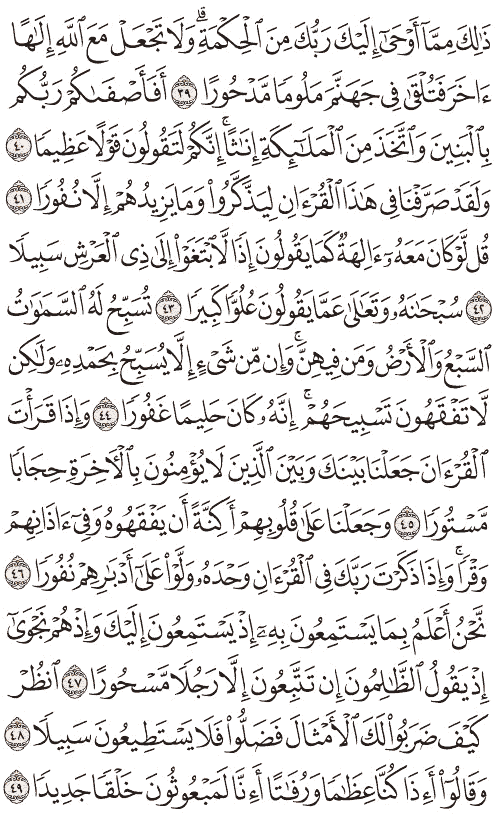 ذَٰلِكَ مِمَّآ أَوْحَىٰٓ إِلَيْكَ رَبُّكَ مِنَ ٱلْحِكْمَةِ ۗ وَلَا تَجْعَلْ مَعَ ٱللَّهِ إِلَٰهًا
ءَاخَرَ فَتُلْقَىٰ فِى جَهَنَّمَ مَلُومًا مَّدْحُورًا ٣٩ أَفَأَصْفَىٰكُمْ رَبُّكُم
بِٱلْبَنِينَ وَٱتَّخَذَ مِنَ ٱلْمَلَٰٓئِكَةِ إِنَٰثًا ۚ إِنَّكُمْ لَتَقُولُونَ قَوْلًا عَظِيمًا ٤٠
وَلَقَدْ صَرَّفْنَا فِى هَٰذَا ٱلْقُرْءَانِ لِيَذَّكَّرُوا۟ وَمَا يَزِيدُهُمْ إِلَّا نُفُورًا ٤١
قُل لَّوْ كَانَ مَعَهُۥٓ ءَالِهَةٌ كَمَا يَقُولُونَ إِذًا لَّٱبْتَغَوْا۟ إِلَىٰ ذِى ٱلْعَرْشِ سَبِيلًا
٤٢ سُبْحَٰنَهُۥ وَتَعَٰلَىٰ عَمَّا يَقُولُونَ عُلُوًّا كَبِيرًا ٤٣ تُسَبِّحُ لَهُ ٱلسَّمَٰوَٰتُ
ٱلسَّبْعُ وَٱلْأَرْضُ وَمَن فِيهِنَّ ۚ وَإِن مِّن شَىْءٍ إِلَّا يُسَبِّحُ بِحَمْدِهِۦ وَلَٰكِن
لَّا تَفْقَهُونَ تَسْبِيحَهُمْ ۗ إِنَّهُۥ كَانَ حَلِيمًا غَفُورًا ٤٤ وَإِذَا قَرَأْتَ
ٱلْقُرْءَانَ جَعَلْنَا بَيْنَكَ وَبَيْنَ ٱلَّذِينَ لَا يُؤْمِنُونَ بِٱلْءَاخِرَةِ حِجَابًا
مَّسْتُورًا ٤٥ وَجَعَلْنَا عَلَىٰ قُلُوبِهِمْ أَكِنَّةً أَن يَفْقَهُوهُ وَفِىٓ ءَاذَانِهِمْ
وَقْرًا ۚ وَإِذَا ذَكَرْتَ رَبَّكَ فِى ٱلْقُرْءَانِ وَحْدَهُۥ وَلَّوْا۟ عَلَىٰٓ أَدْبَٰرِهِمْ نُفُورًا ٤٦
نَّحْنُ أَعْلَمُ بِمَا يَسْتَمِعُونَ بِهِۦٓ إِذْ يَسْتَمِعُونَ إِلَيْكَ وَإِذْ هُمْ نَجْوَىٰٓ
إِذْ يَقُولُ ٱلظَّٰلِمُونَ إِن تَتَّبِعُونَ إِلَّا رَجُلًا مَّسْحُورًا ٤٧ ٱنظُرْ
كَيْفَ ضَرَبُوا۟ لَكَ ٱلْأَمْثَالَ فَضَلُّوا۟ فَلَا يَسْتَطِيعُونَ سَبِيلًا ٤٨
وَقَالُوٓا۟ أَءِذَا كُنَّا عِظَٰمًا وَرُفَٰتًا أَءِنَّا لَمَبْعُوثُونَ خَلْقًا جَدِيدًا ٤٩